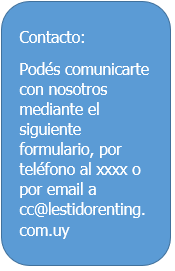 Contacto:
Podés comunicarte
con nosotros
mediante el
siguiente
formulario, por
teléfono al xxxx o
por email a
cc@lestidorenting.
com.uy